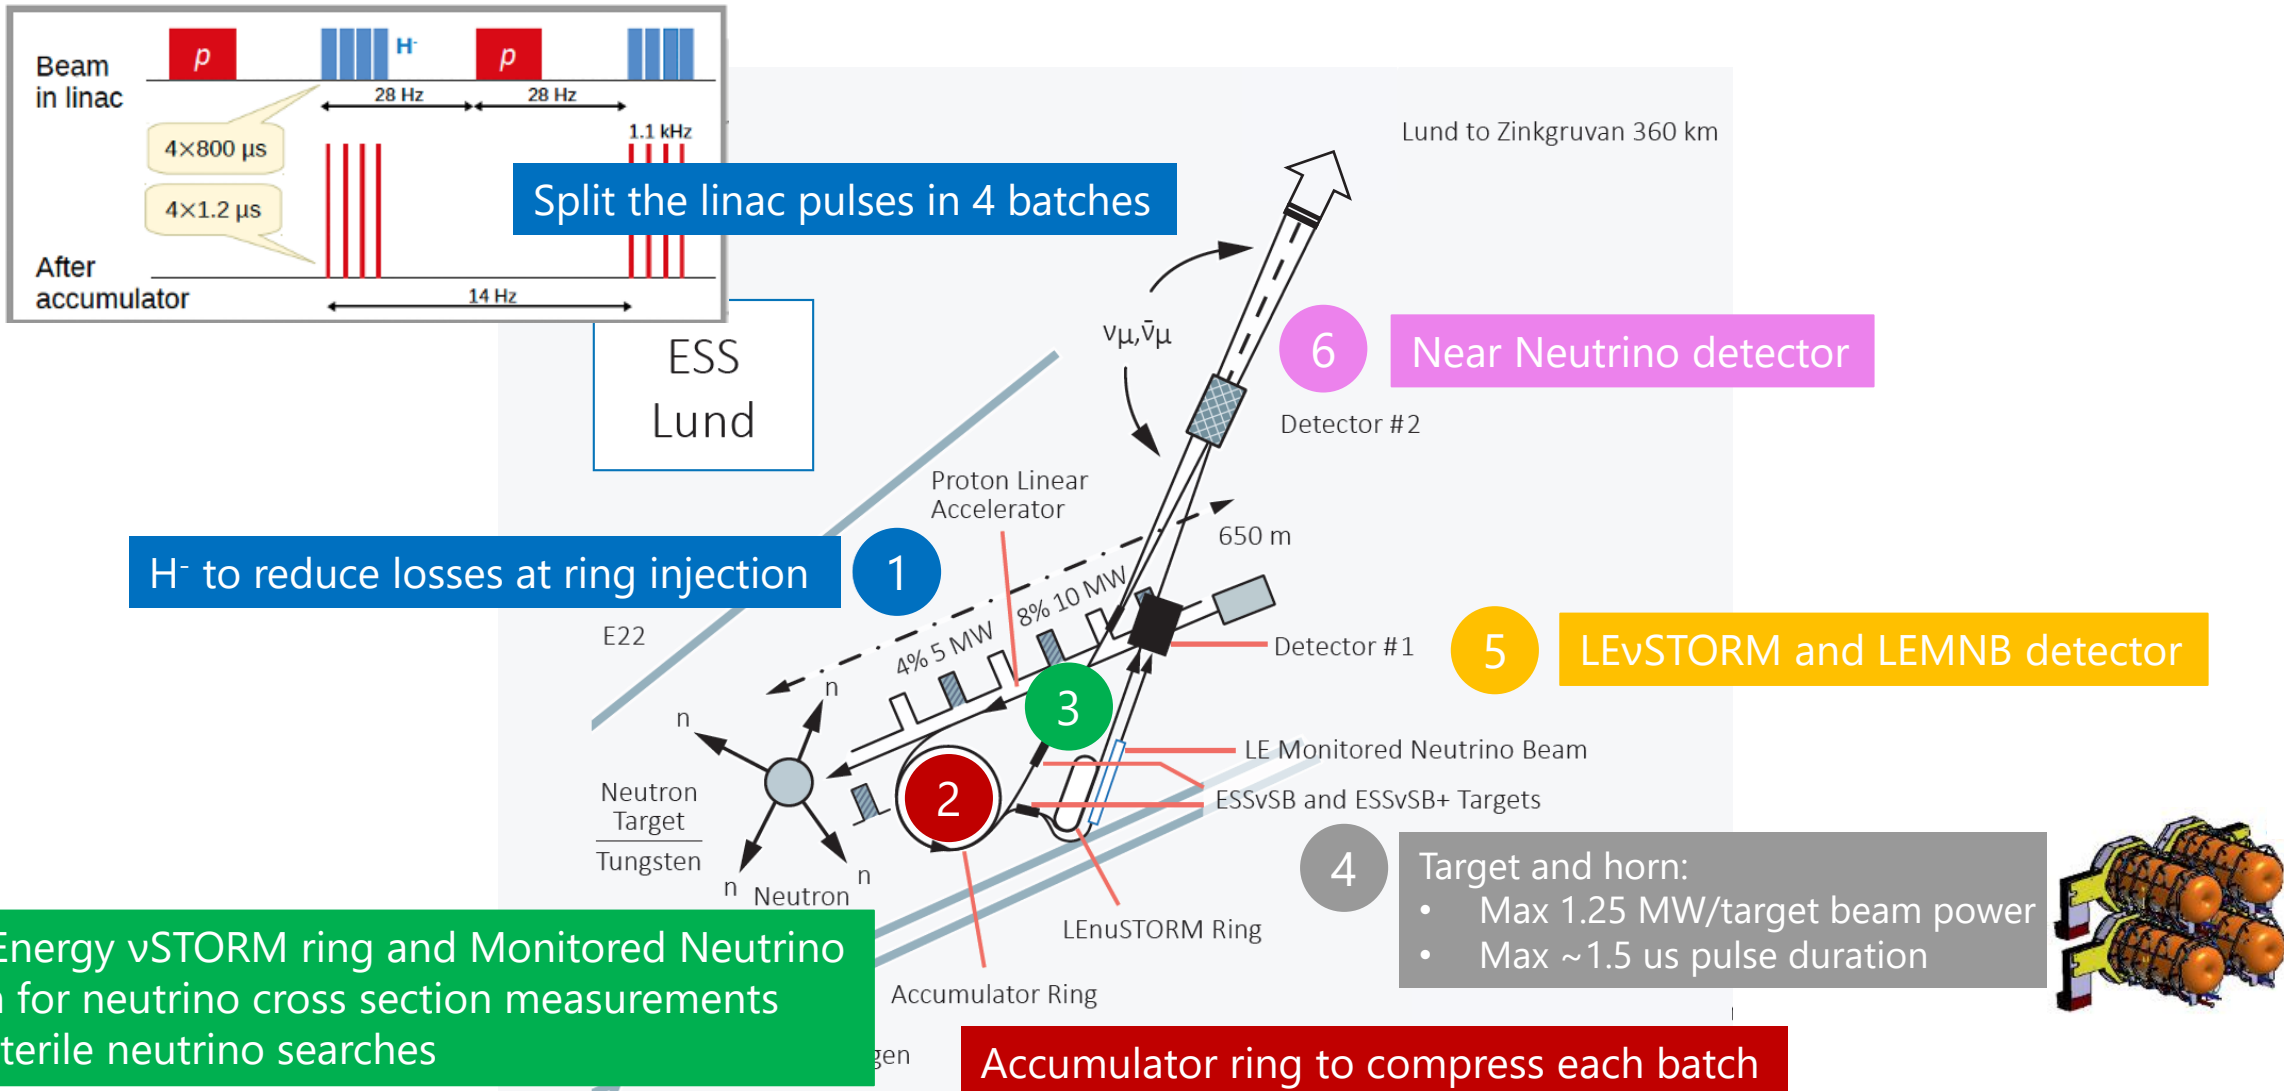 Beam
in linac
p
H-
p
28 Hz
28 Hz
4×800 µs
1.1 kHz
4×1.2 µs
After
accumulator
14 Hz
Split the linac pulses in 4 batches
Lund to Zinkgruvan 360 km
ESS
Lund
νμ,ν̄μ
6
Near Neutrino detector
Detector #2
Proton Linear
Accelerator
650 m
H- to reduce losses at ring injection
1
E22
4% 5 MW
8% 10 MW
Detector #1
5
LEνSTORM and LEMNB detector
3
n
n
LE Monitored Neutrino Beam
2
ESSvSB and ESSvSB+ Targets
Neutron
Target
Tungsten
n
n
Neutron
4
Target and horn:
• Max 1.25 MW/target beam power
• Max ~1.5 us pulse duration
LEnuSTORM Ring
Energy νSTORM ring and Monitored Neutrino
for neutrino cross section measurements
terile neutrino searches
Accumulator Ring
gen
Accumulator ring to compress each batch